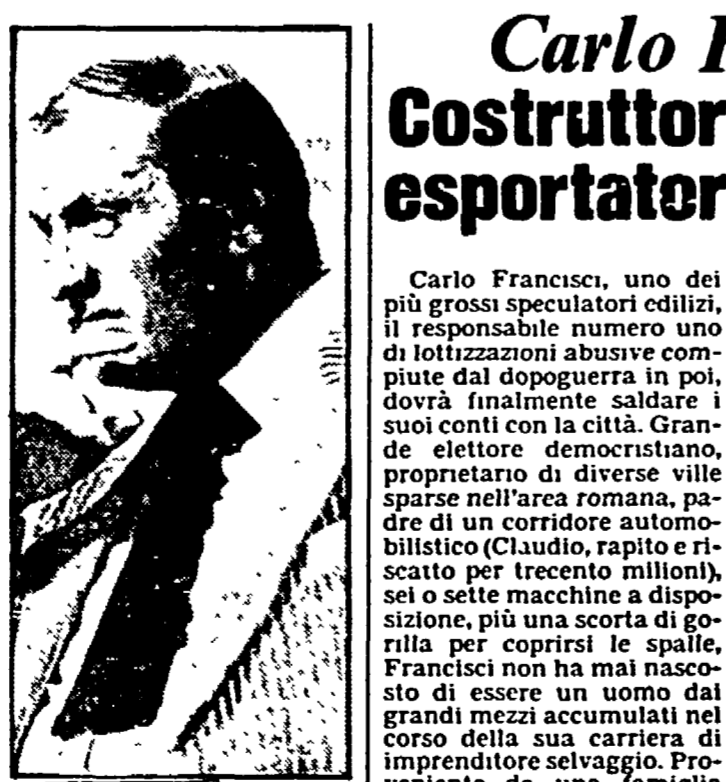 Carlo F
Costruttor
esportator
Carlo Francisci, uno dei
più grossi speculatori edilizi,
il responsabile numero uno
di lottizzazioni abusive com-
piute dal dopoguerra in poi,
dovrà finalmente saldare i
suoi conti con la città. Gran-
de elettore democristiano,
proprietario di diverse ville
sparse nell'area romana, pa-
dre di un corridore automo-
bilistico (Claudio, rapito e ri-
scatto per trecento milioni),
sei o sette macchine a dispo-
sizione, più una scorta di go-
rilla per coprirsi le spalle,
Francisci non ha mai nasco-
sto di essere un uomo dai
grandi mezzi accumulati nel
corso della sua carriera di
imprenditore selvaggio. Pro-